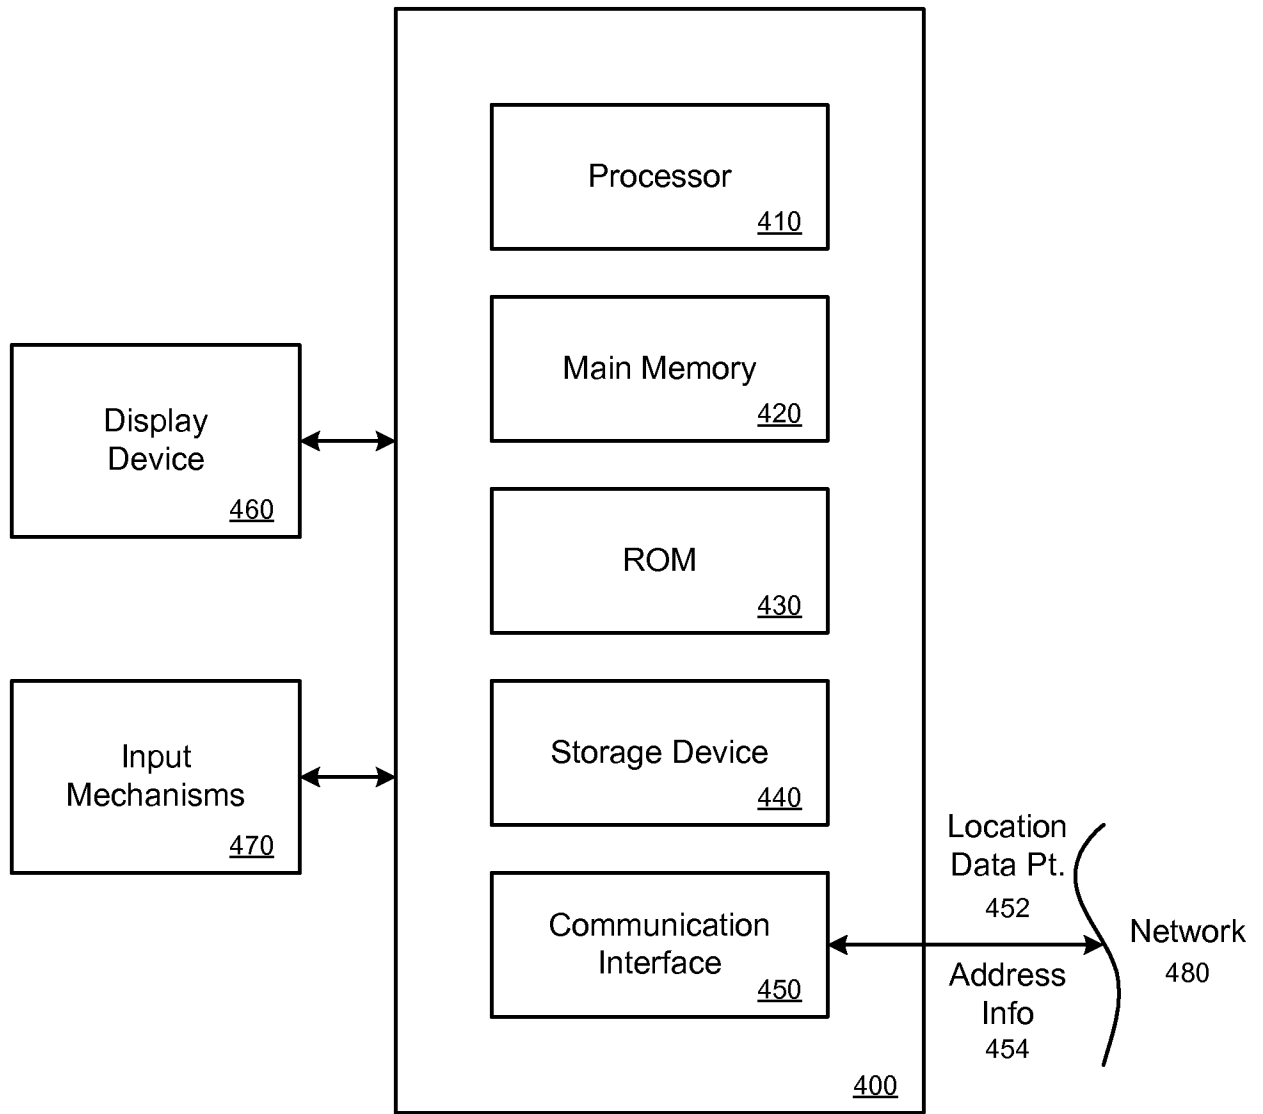 Processor
410
Main Memory
420
Display
Device
460
ROM
430
Input
Mechanisms
470
Storage Device
440
Location
Data Pt.
452
Communication
Interface
450
Network
480
Address
Info
454
400